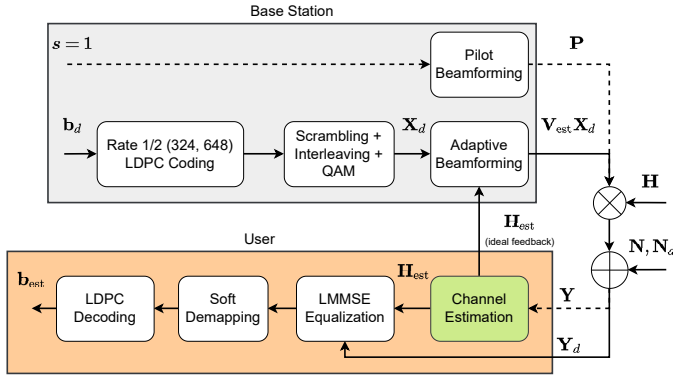 Base Station
s = 1
Pilot
Beamforming
P
b_d
Rate 1/2 (324, 648)
LDPC Coding
Scrambling +
Interleaving +
QAM
X_d
Adaptive
Beamforming
V_est X_d
H
H_est
(ideal feedback)
N, N_d
User
b_est
LDPC
Decoding
Soft
Demapping
LMMSE
Equalization
H_est
Channel
Estimation
Y
Y_d